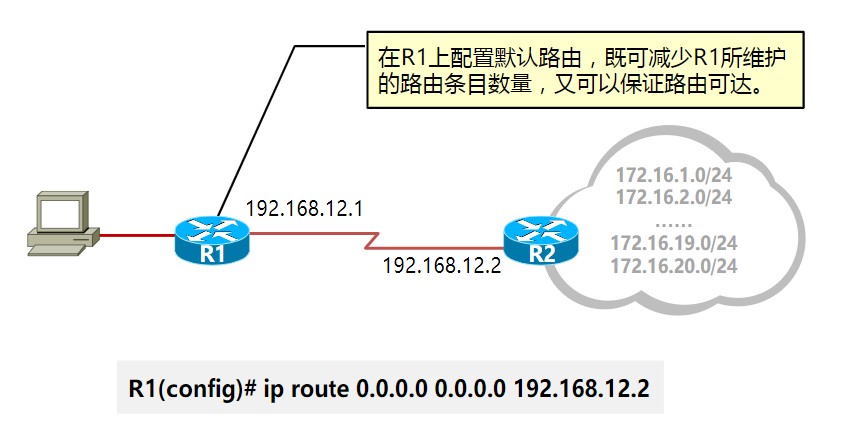 在R1上配置默认路由，既可减少R1所维护
的路由条目数量，又可以保证路由可达。
172.16.1.0/24
172.16.2.0/24
......
172.16.19.0/24
172.16.20.0/24
192.168.12.1
R1
R2
192.168.12.2
R1(config)# ip route 0.0.0.0 0.0.0.0 192.168.12.2